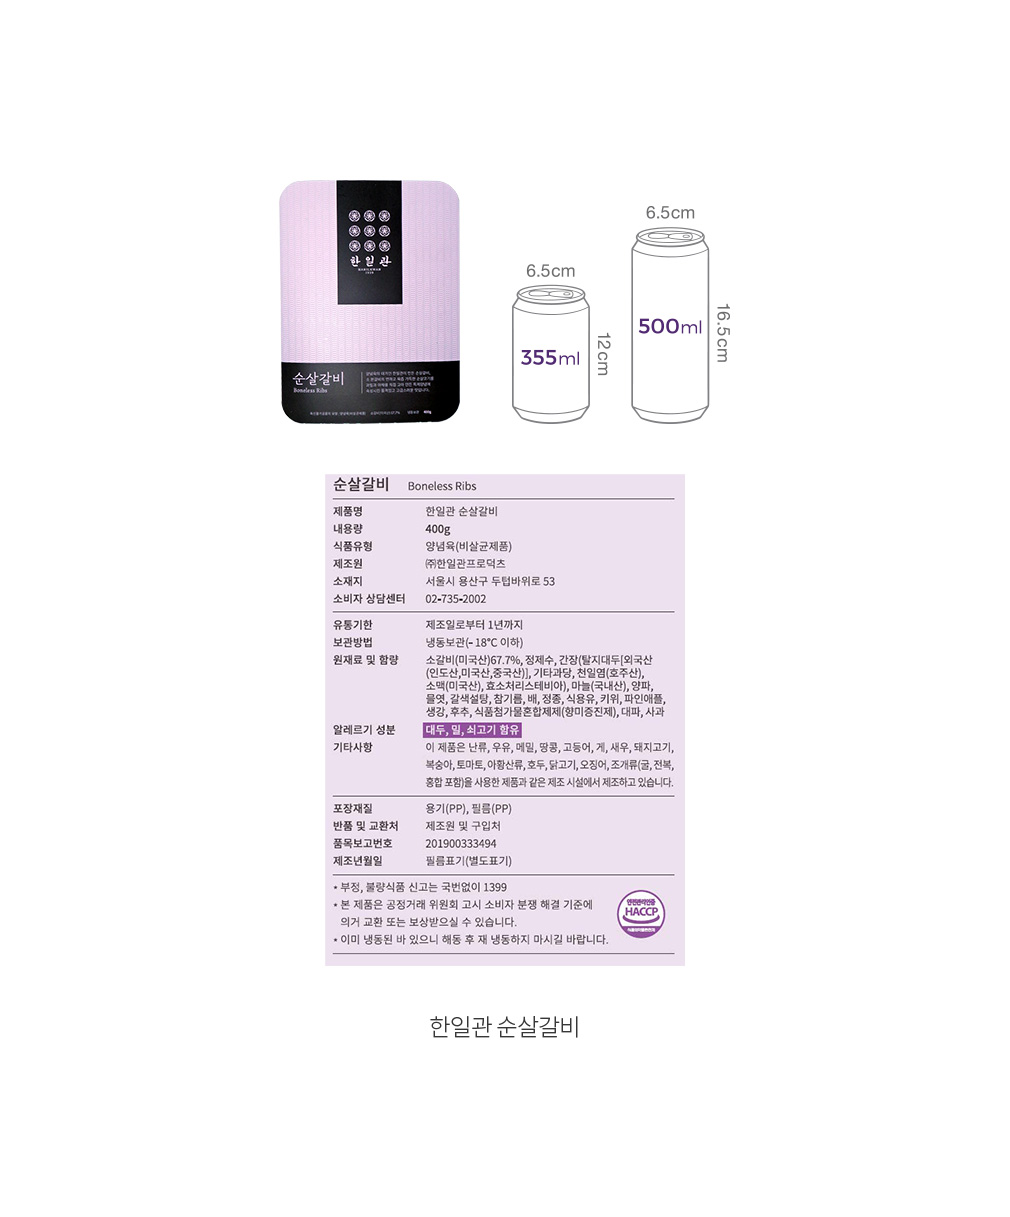 한일관
HANILKWAN
1939
순살갈비
Boneless Ribs
400g
6.5cm
355ml
12cm
6.5cm
500ml
16.5cm
순살갈비 Boneless Ribs
제품명 한일관 순살갈비
내용량 400g
식품유형 양념육(비살균제품)
제조원 ㈜한일관프로덕츠
소재지 서울시 용산구 두텁바위로 53
소비자 상담센터 02-735-2002
유통기한 제조일로부터 1년까지
보관방법 냉동보관(- 18℃ 이하)
원재료 및 함량 소갈비(미국산)67.7%, 정제수, 간장(탈지대두[외국산
(인도산,미국산,중국산)], 기타과당, 천일염(호주산),
소맥(미국산), 효소처리스테비아), 마늘(국내산), 양파,
물엿, 갈색설탕, 참기름, 배, 정종, 식용유, 키위, 파인애플,
생강, 후추, 식품첨가물혼합제제(향미증진제), 대파, 사과
알레르기 성분 대두, 밀, 쇠고기 함유
기타사항 이 제품은 난류, 우유, 메밀, 땅콩, 고등어, 게, 새우, 돼지고기,
복숭아, 토마토, 아황산류, 호두, 닭고기, 오징어, 조개류(굴, 전복,
홍합 포함)을 사용한 제품과 같은 제조 시설에서 제조하고 있습니다.
포장재질 용기(PP), 필름(PP)
반품 및 교환처 제조원 및 구입처
품목보고번호 201900333494
제조년월일 필름표기(별도표기)
* 부정, 불량식품 신고는 국번없이 1399
* 본 제품은 공정거래 위원회 고시 소비자 분쟁 해결 기준에
의거 교환 또는 보상받으실 수 있습니다.
* 이미 냉동된 바 있으니 해동 후 재 냉동하지 마시길 바랍니다.
안전관리인증
HACCP
식품의약품안전처
한일관 순살갈비